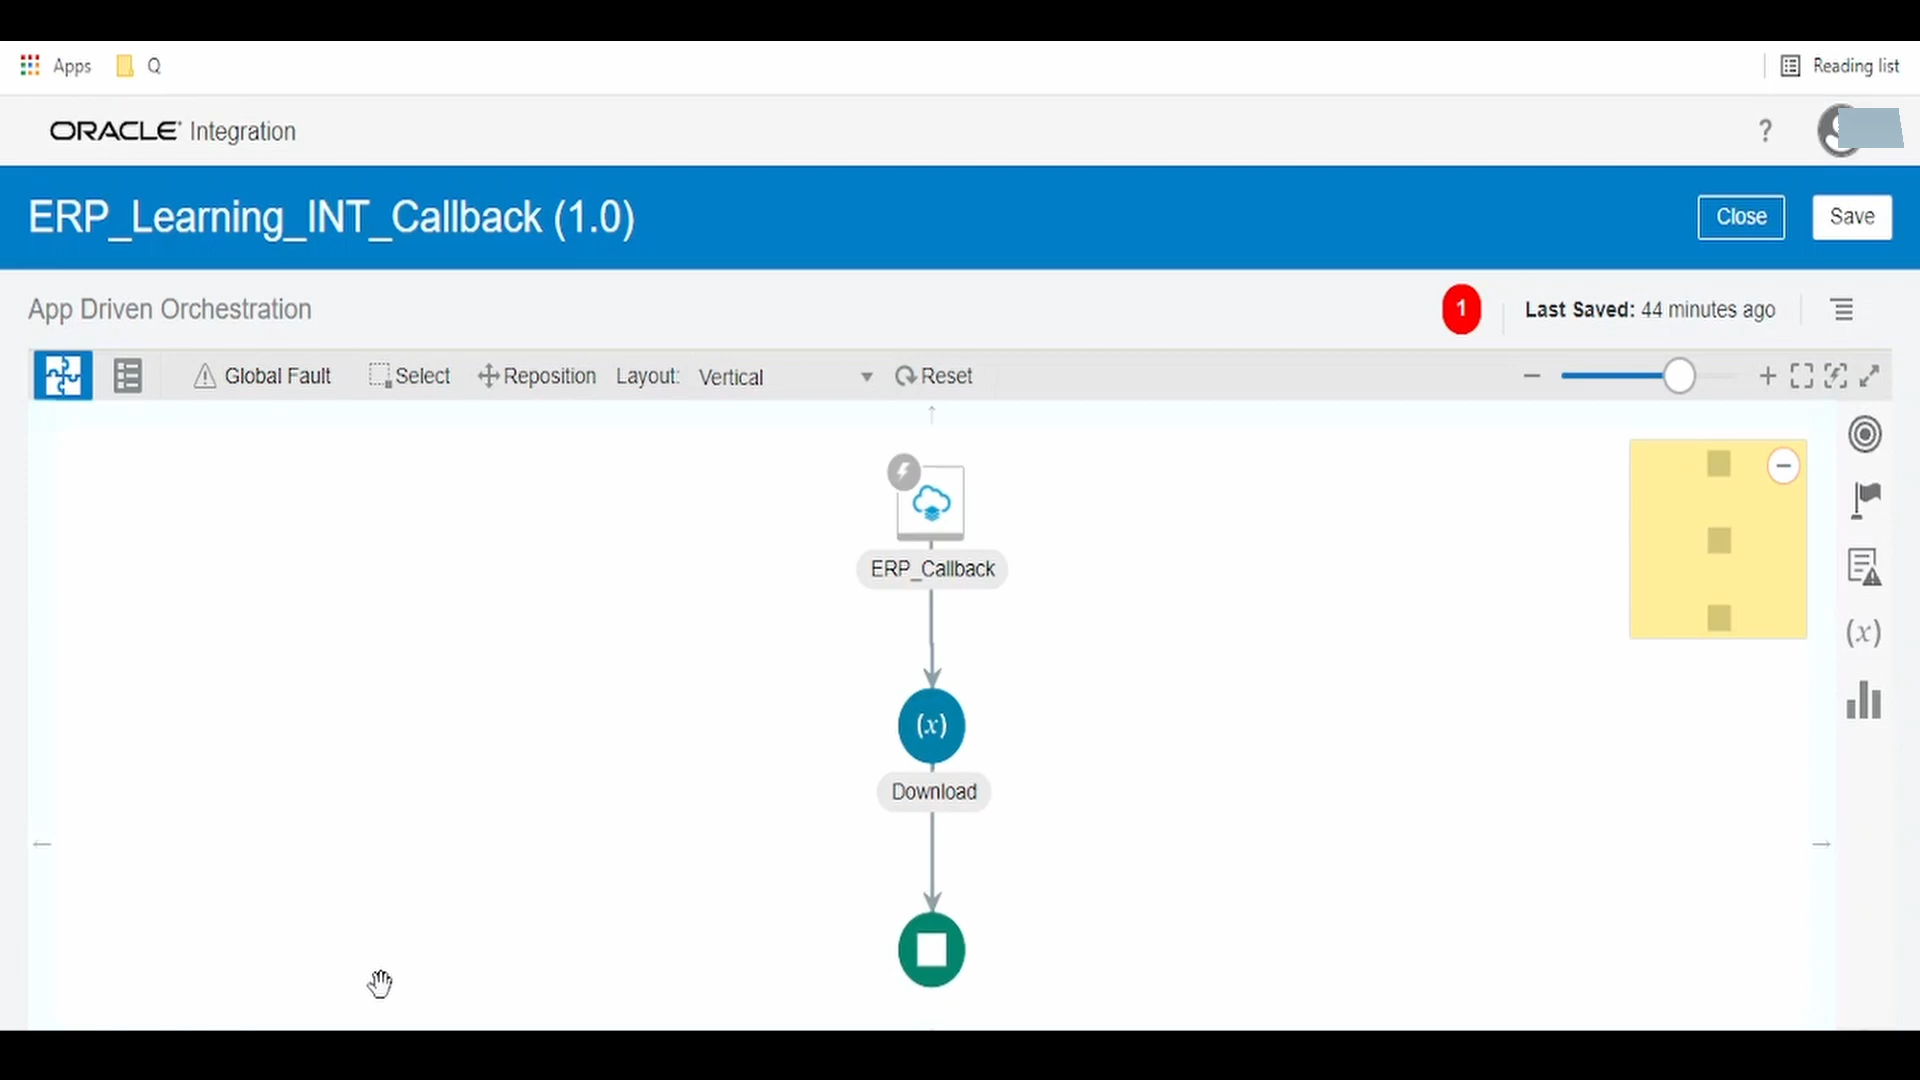 Apps Q Reading list
ORACLE Integration ?
ERP_Learning_INT_Callback (1.0) Close Save
App Driven Orchestration 1 Last Saved: 44 minutes ago
Global Fault Select Reposition Layout: Vertical Reset
ERP_Callback
(x)
(x)
Download